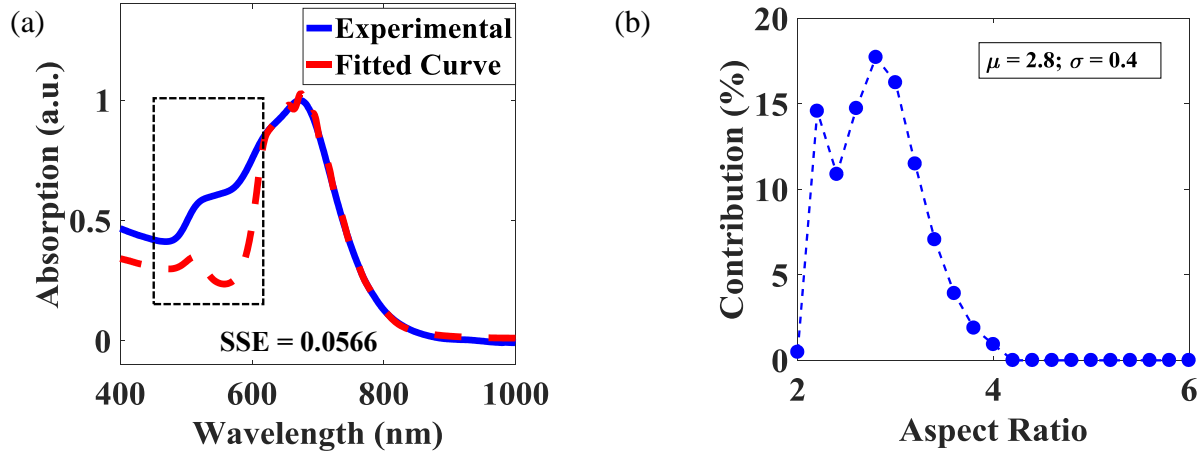 (a)
Experimental
Fitted Curve
1
0.5
0
Absorption (a.u.)
SSE = 0.0566
400
600
800
1000
Wavelength (nm)
(b)
20
15
10
5
0
Contribution (%)
μ = 2.8; σ = 0.4
2
4
6
Aspect Ratio